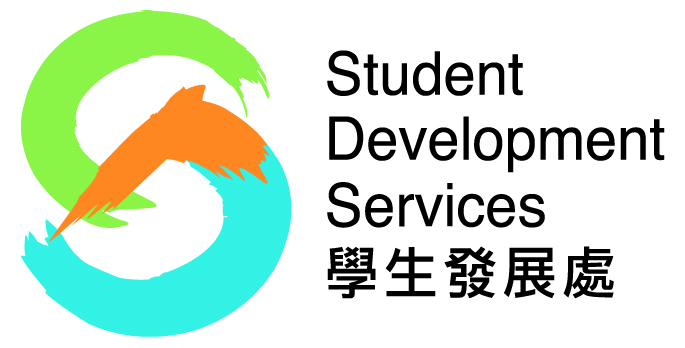 Student
Development
Services
學生發展處